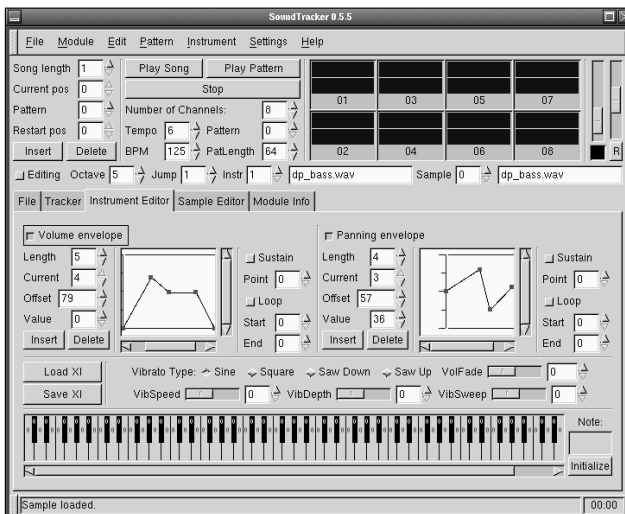 SoundTracker 0.5.5
File Module Edit Pattern Instrument Settings Help
Song length 1 Play Song Play Pattern
Current pos 0 Stop
Pattern 0 Number of Channels: 8
Restart pos 0 Tempo 6 Pattern 0
Insert Delete BPM 125 PatLength 64
01 03 05 07
02 04 06 08
R
Editing Octave 5 Jump 1 Instr 1 dp_bass.wav Sample 0 dp_bass.wav
File Tracker Instrument Editor Sample Editor Module Info
Volume envelope
Length 5
Current 4
Offset 79
Value 0
Insert Delete
Sustain
Point 0
Loop
Start 0
End 0
Panning envelope
Length 4
Current 3
Offset 57
Value 36
Insert Delete
Sustain
Point 0
Loop
Start 0
End 0
Load XI Vibrato Type: Sine Square Saw Down Saw Up VolFade 0
Save XI VibSpeed 0 VibDepth 0 VibSweep 0
Note:
Initialize
Sample loaded. 00:00